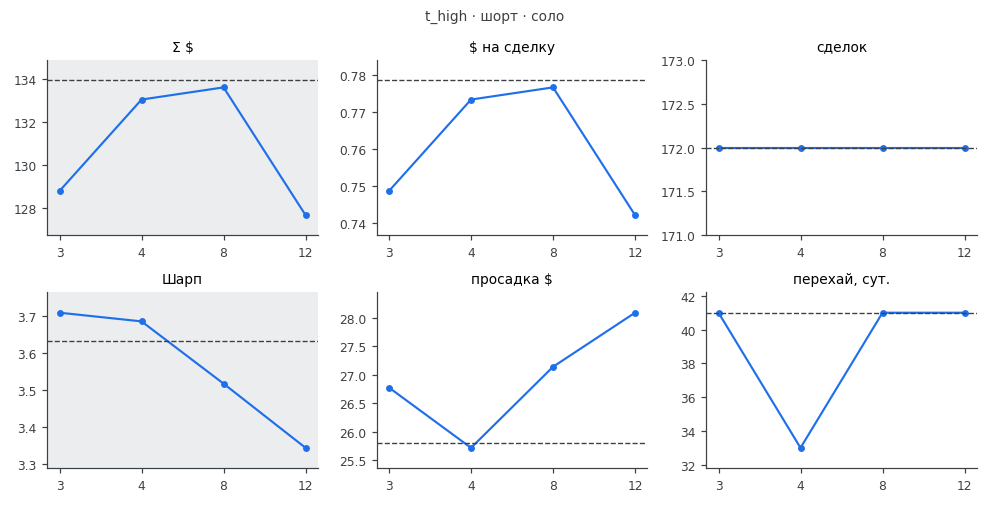 t_high · шорт · соло
Σ $
134
132
130
128
3 4 8 12
$ на сделку
0.78
0.77
0.76
0.75
0.74
3 4 8 12
сделок
173.0
172.5
172.0
171.5
171.0
3 4 8 12
Шарп
3.7
3.6
3.5
3.4
3.3
3 4 8 12
просадка $
28.0
27.5
27.0
26.5
26.0
25.5
3 4 8 12
перехай, сут.
42
40
38
36
34
32
3 4 8 12